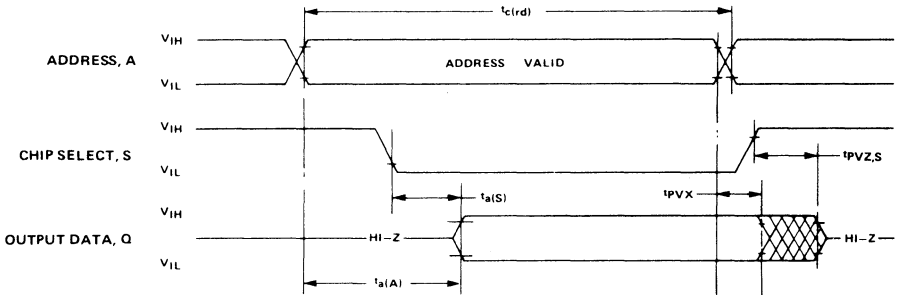 tc(rd)
VIH
ADDRESS, A
ADDRESS VALID
VIL
VIH
CHIP SELECT, S
tPVZ,S
VIL
ta(S)
tPVX
VIH
OUTPUT DATA, Q
HI-Z
HI-Z
VIL
ta(A)